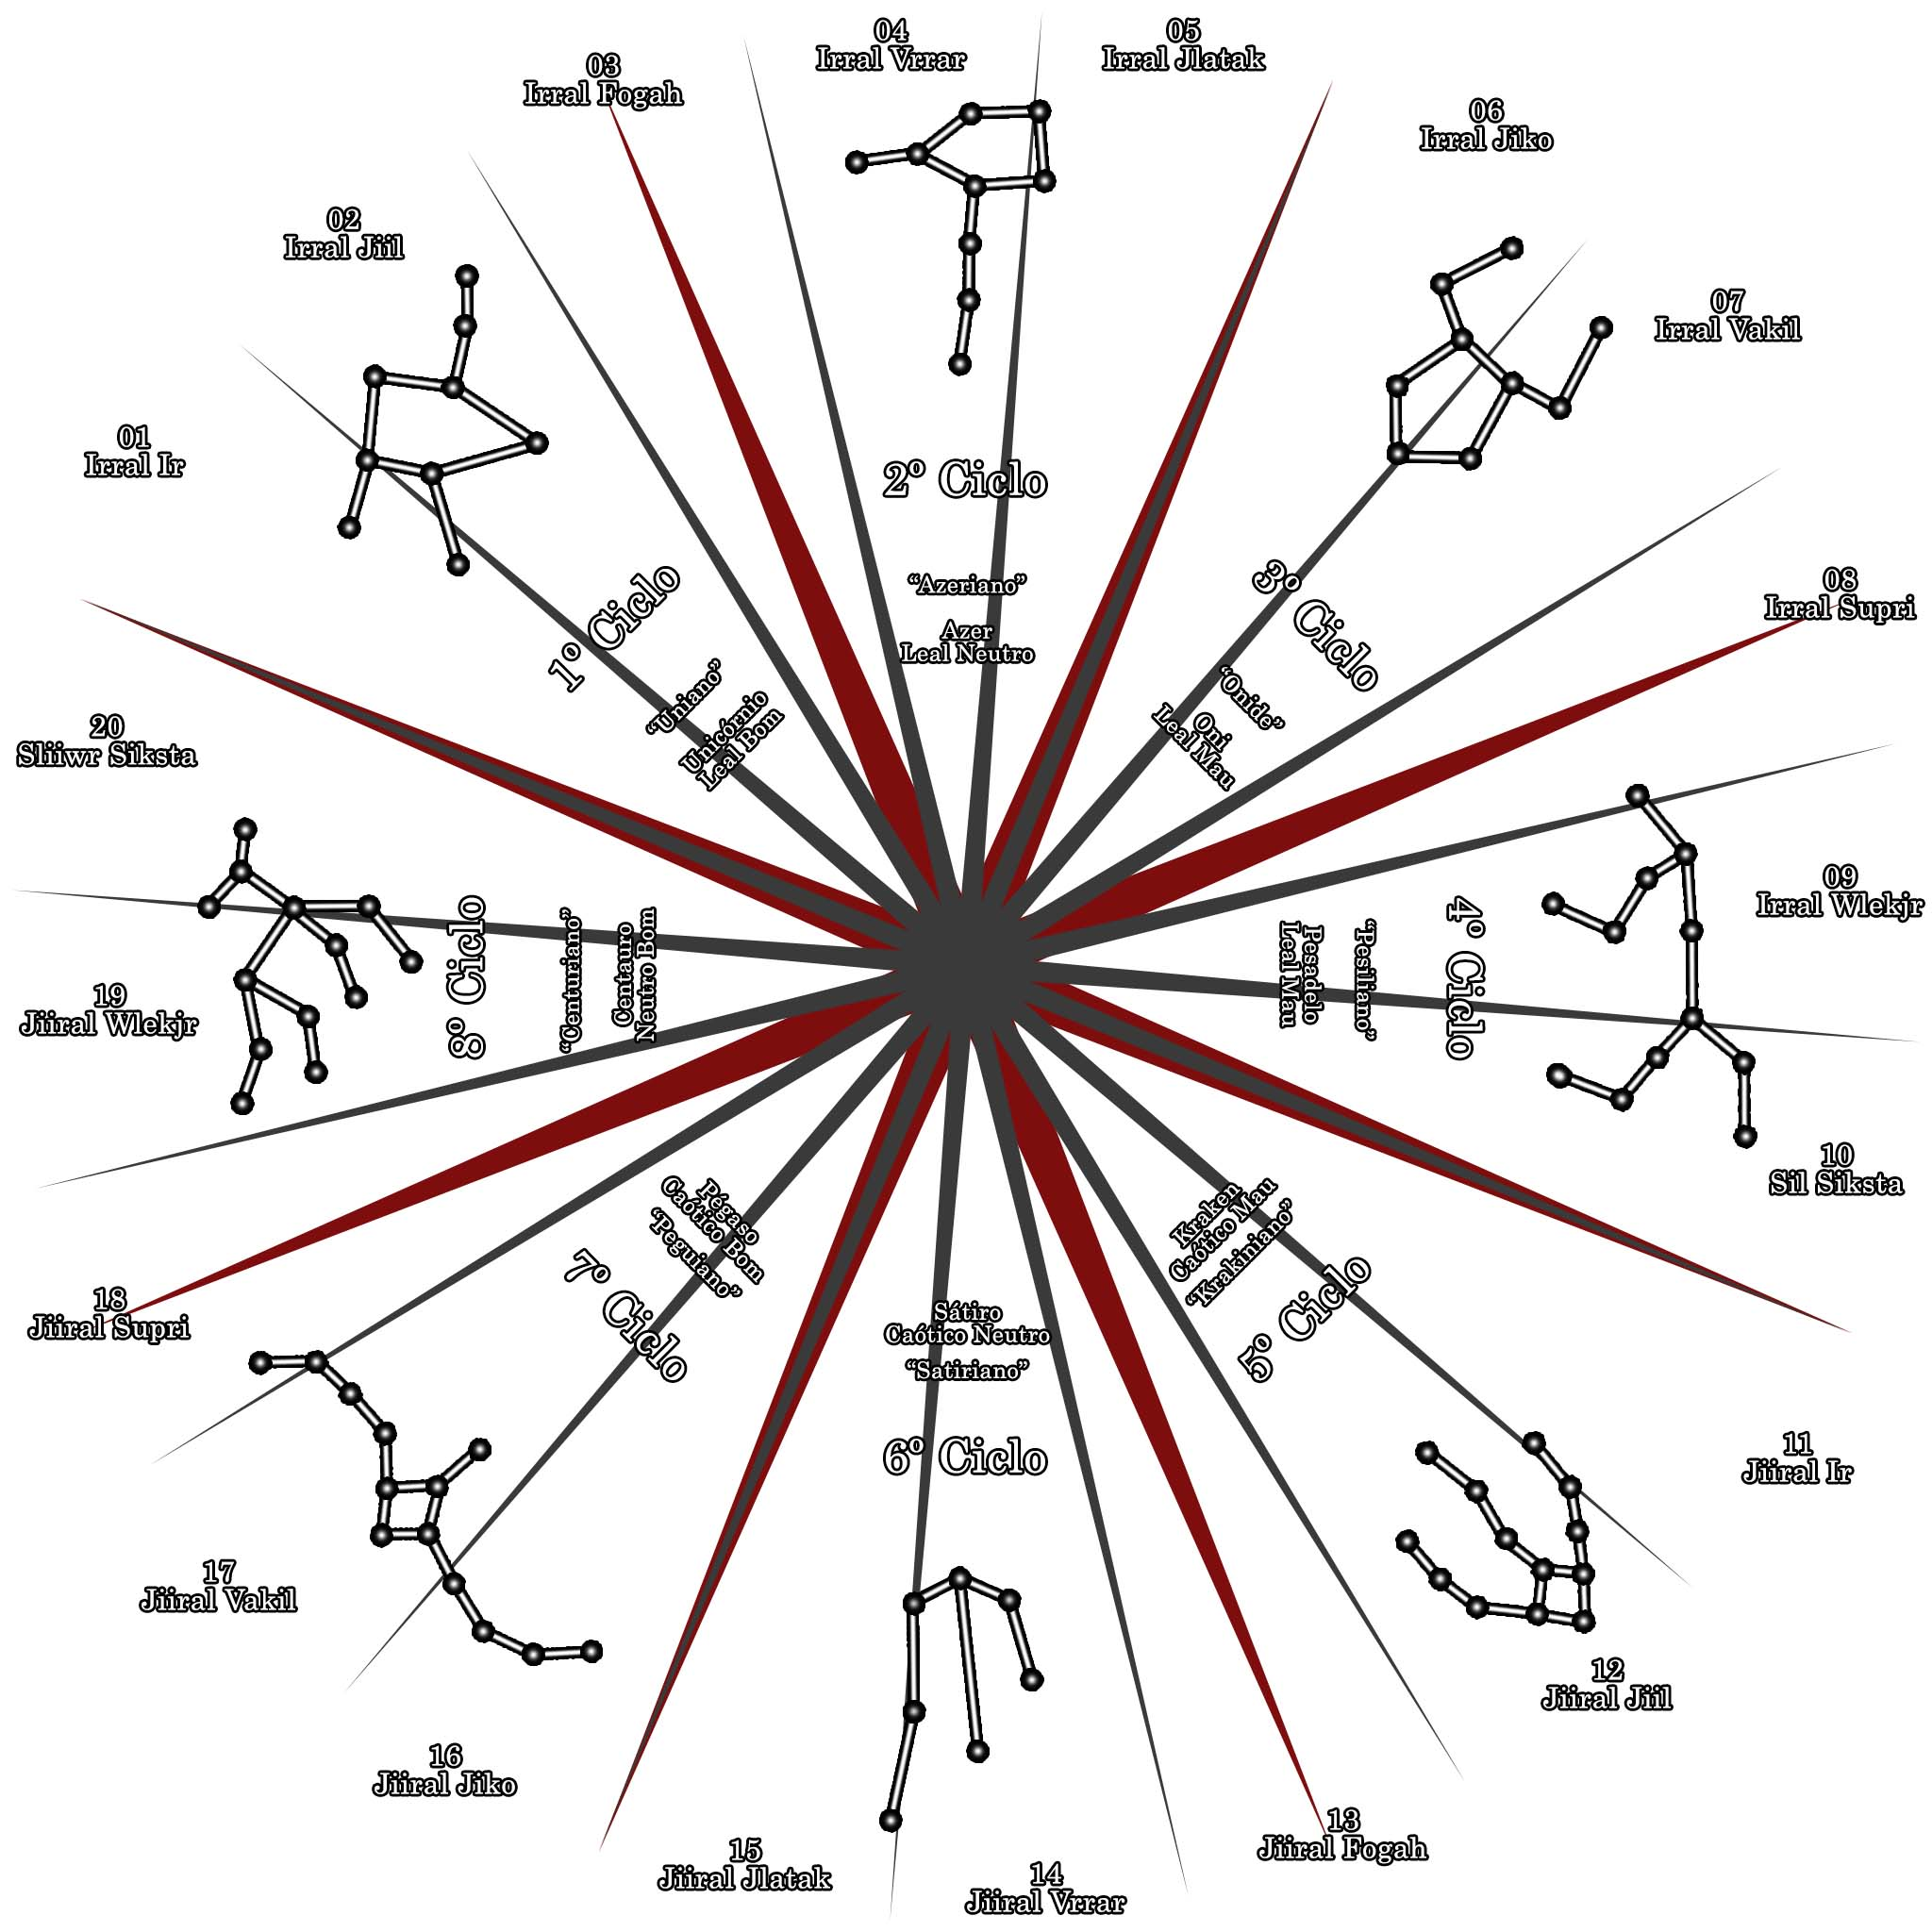 01
Irral Ir
02
Irral Jiil
03
Irral Fogah
04
Irral Vrrar
05
Irral Jlatak
06
Irral Jiko
07
Irral Vakil
08
Irral Supri
09
Irral Wlekjr
10
Sil Siksta
11
Jiiral Ir
12
Jiiral Jiil
13
Jiiral Fogah
14
Jiiral Vrrar
15
Jiiral Jlatak
16
Jiiral Jiko
17
Jiiral Vakil
18
Jiiral Supri
19
Jiiral Wlekjr
20
Sliiwr Siksta
1º Ciclo
“Uniano”
Unicórnio
Leal Bom
2º Ciclo
“Azeriano”
Azer
Leal Neutro
3º Ciclo
“Onide”
Oni
Leal Mau
4º Ciclo
“Pesiliano”
Pesadelo
Leal Mau
Kraken
Caótico Mau
“Krakiniano”
5º Ciclo
Sátiro
Caótico Neutro
“Satiriano”
6º Ciclo
Pégaso
Caótico Bom
“Peguiano”
7º Ciclo
8º Ciclo
“Centuriano”
Centauro
Neutro Bom